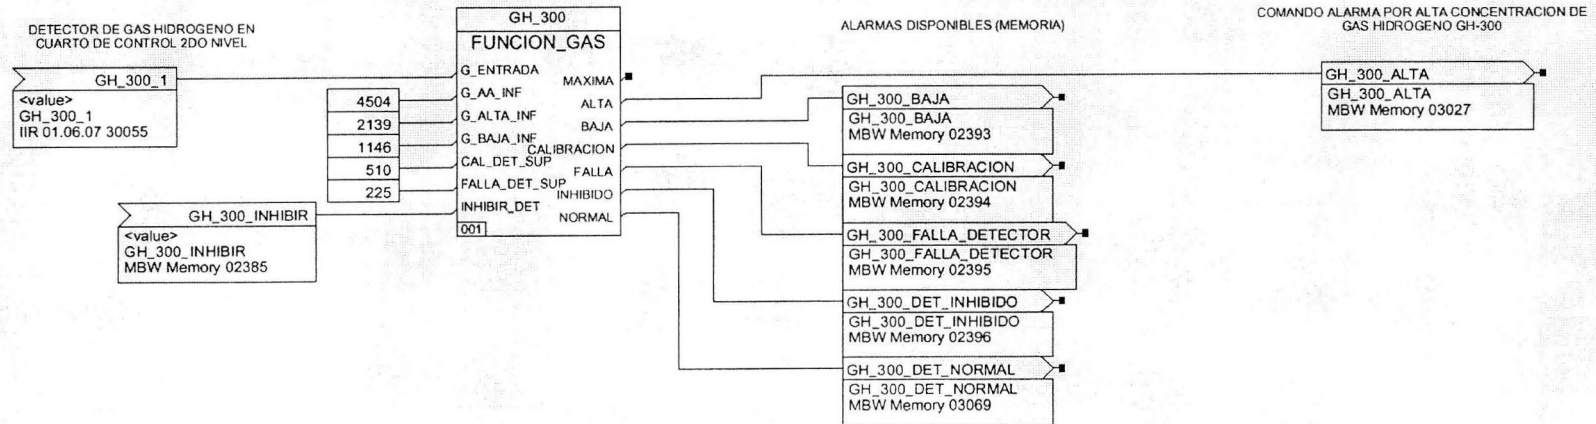 DETECTOR DE GAS HIDROGENO EN
CUARTO DE CONTROL 2DO NIVEL
GH_300_1
<value>
GH_300_1
IIR 01.06.07 30055
4504
2139
1146
510
225
GH_300_INHIBIR
<value>
GH_300_INHIBIR
MBW Memory 02385
GH_300
FUNCION_GAS
G_ENTRADA
MAXIMA
G_AA_INF
ALTA
G_ALTA_INF
BAJA
G_BAJA_INF
CALIBRACION
CAL_DET_SUP
FALLA
FALLA_DET_SUP
INHIBIDO
INHIBIR_DET
NORMAL
001
ALARMAS DISPONIBLES (MEMORIA)
GH_300_BAJA
GH_300_BAJA
MBW Memory 02393
GH_300_CALIBRACION
GH_300_CALIBRACION
MBW Memory 02394
GH_300_FALLA_DETECTOR
GH_300_FALLA_DETECTOR
MBW Memory 02395
GH_300_DET_INHIBIDO
GH_300_DET_INHIBIDO
MBW Memory 02396
GH_300_DET_NORMAL
GH_300_DET_NORMAL
MBW Memory 03069
COMANDO ALARMA POR ALTA CONCENTRACION DE
GAS HIDROGENO GH-300
GH_300_ALTA
GH_300_ALTA
MBW Memory 03027